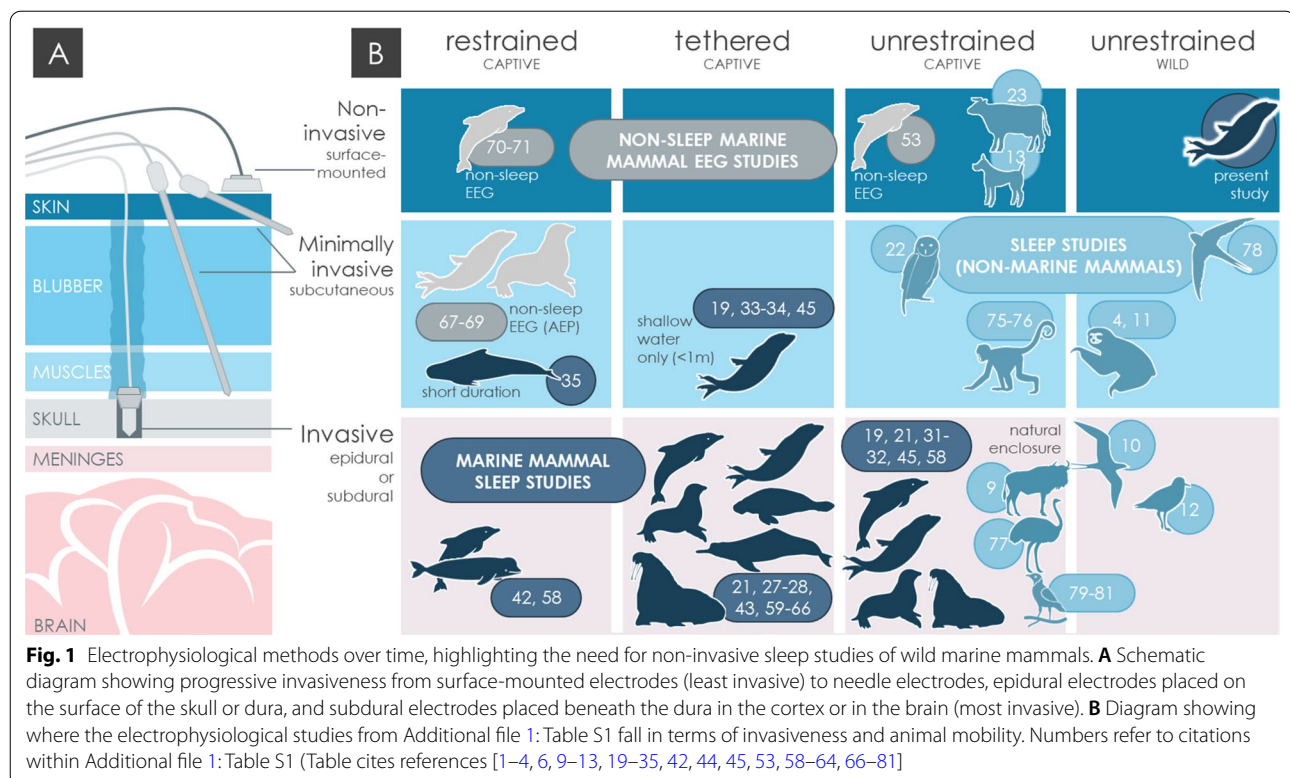 A
B
restrained
CAPTIVE
tethered
CAPTIVE
unrestrained
CAPTIVE
unrestrained
WILD
Non-
invasive
surface-
mounted
SKIN
Minimally
invasive
subcutaneous
BLUBBER
MUSCLES
SKULL
Invasive
epidural
or
subdural
MENINGES
BRAIN
70-71
non-sleep
EEG
NON-SLEEP MARINE
MAMMAL EEG STUDIES
53
non-sleep
EEG
23
13
present
study
67-69
non-sleep
EEG (AEP)
short duration
35
shallow
water
only (<1m)
19, 33-34, 45
22
SLEEP STUDIES
(NON-MARINE MAMMALS)
78
75-76
4, 11
MARINE MAMMAL
SLEEP STUDIES
42, 58
21, 27-28,
43, 59-66
19, 21, 31-
32, 45, 58
natural
enclosure
9
77
79-81
10
12
Fig. 1 Electrophysiological methods over time, highlighting the need for non-invasive sleep studies of wild marine mammals. A Schematic
diagram showing progressive invasiveness from surface-mounted electrodes (least invasive) to needle electrodes, epidural electrodes placed on
the surface of the skull or dura, and subdural electrodes placed beneath the dura in the cortex or in the brain (most invasive). B Diagram showing
where the electrophysiological studies from Additional file 1: Table S1 fall in terms of invasiveness and animal mobility. Numbers refer to citations
within Additional file 1: Table S1 (Table cites references [1–4, 6, 9–13, 19–35, 42, 44, 45, 53, 58–64, 66–81]